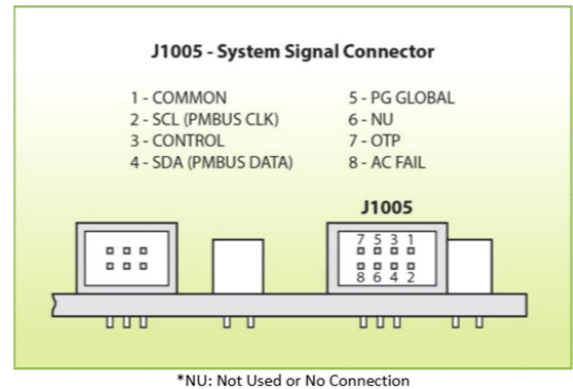 J1005 - System Signal Connector
1 - COMMON
2 - SCL (PMBUS CLK)
3 - CONTROL
4 - SDA (PMBUS DATA)
5 - PG GLOBAL
6 - NU
7 - OTP
8 - AC FAIL
J1005
7 5 3 1
8 6 4 2
*NU: Not Used or No Connection